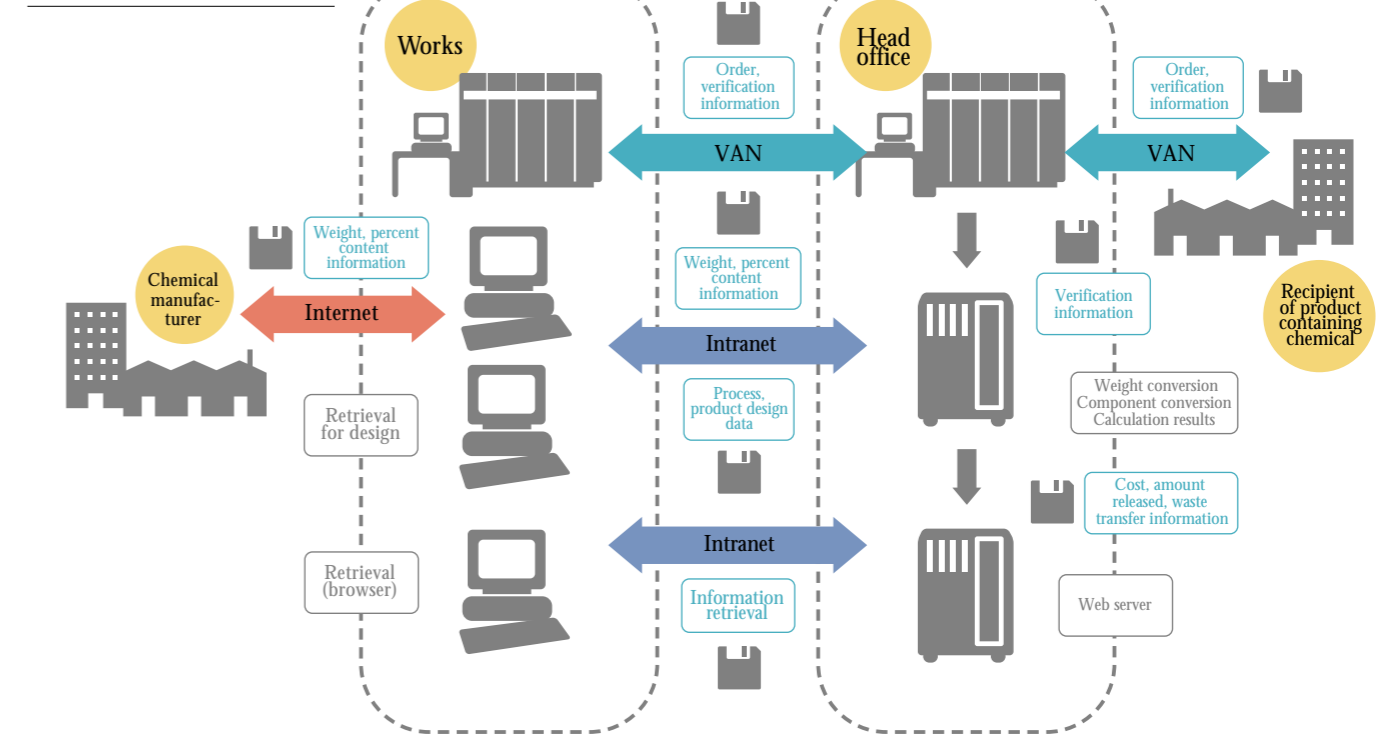 Works
Order,
verification
information
VAN
Head
office
Order,
verification
information
VAN
Recipient
of product
containing
chemical
Weight, percent
content
information
Chemical
manufac-
turer
Internet
Weight, percent
content
information
Intranet
Verification
information
Weight conversion
Component conversion
Calculation results
Retrieval
for design
Process,
product design
data
Cost, amount
released, waste
transfer information
Intranet
Retrieval
(browser)
Information
retrieval
Web server